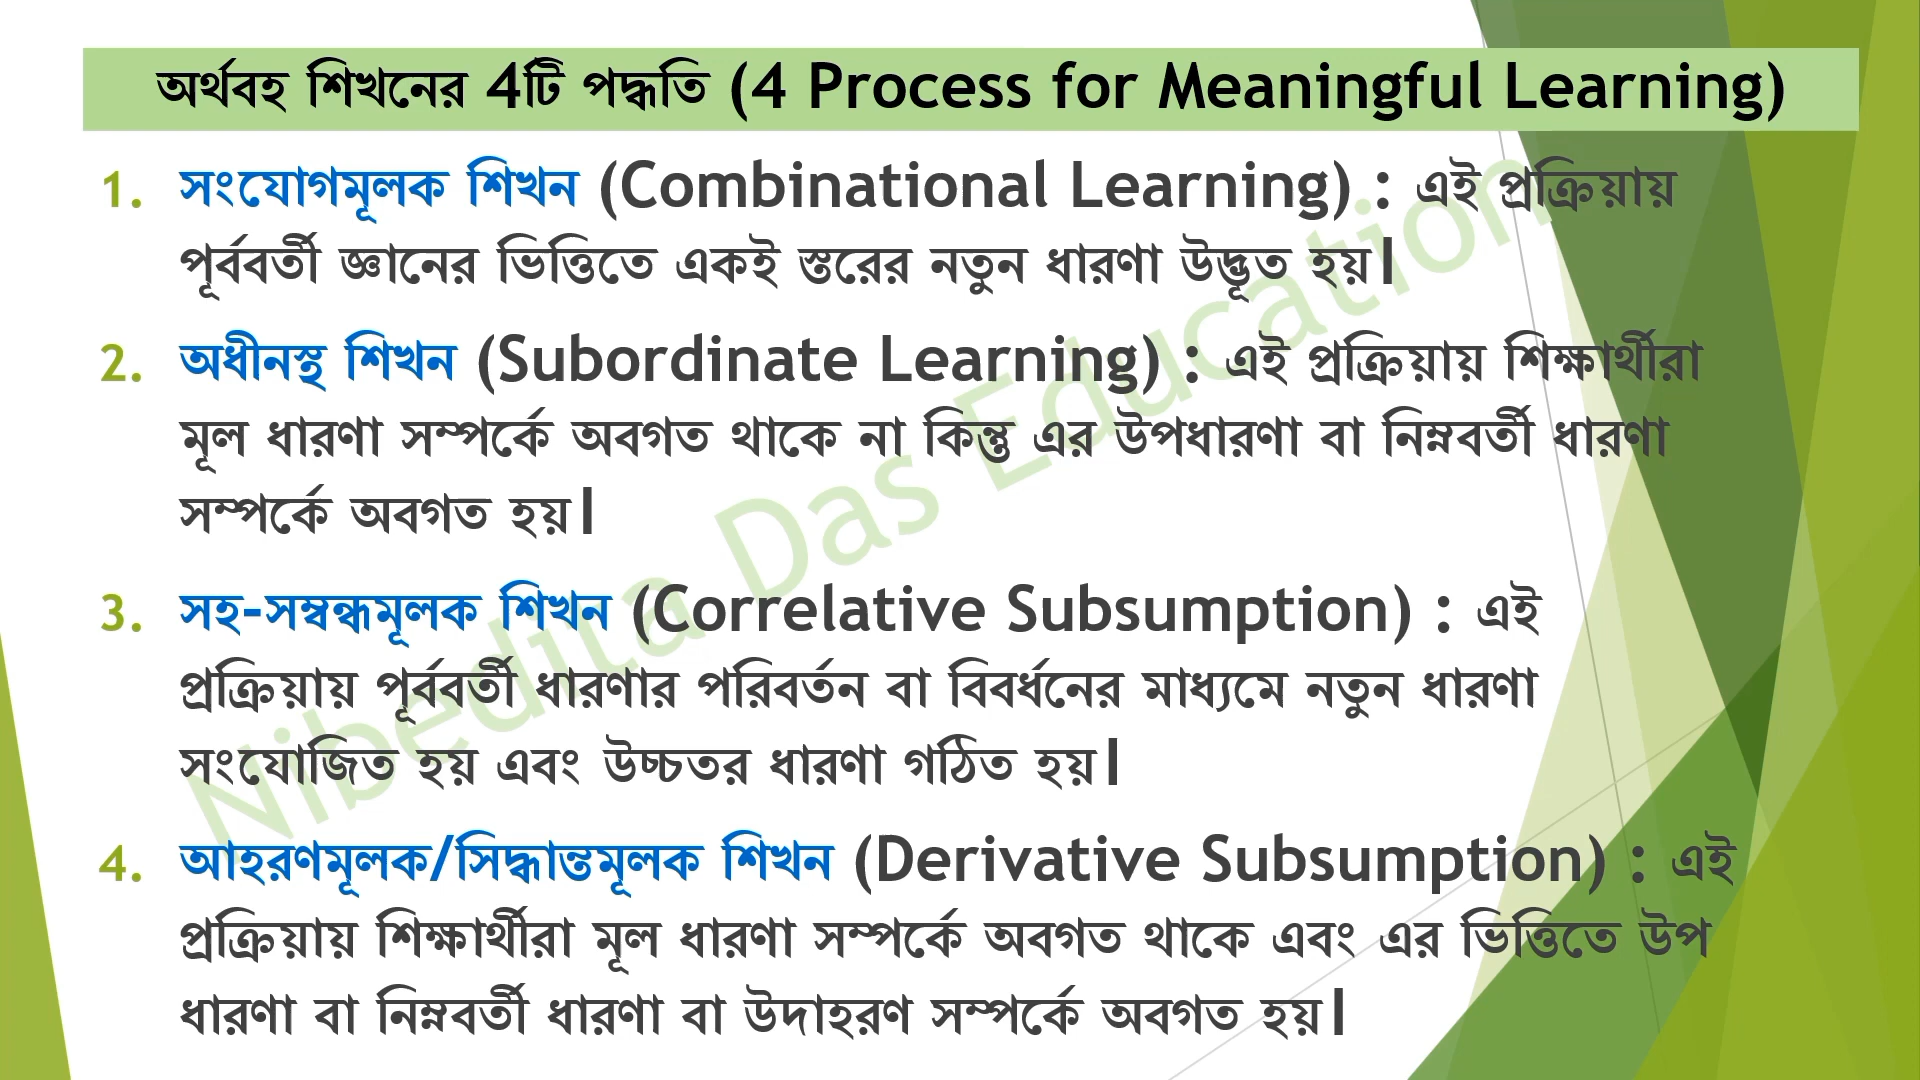 অর্থবহ শিখনের 4টি পদ্ধতি (4 Process for Meaningful Learning)
1. সংযোগমূলক শিখন (Combinational Learning) : এই প্রক্রিয়ায়
পূর্ববর্তী জ্ঞানের ভিত্তিতে একই স্তরের নতুন ধারণা উদ্ভূত হয়।
2. অধীনস্থ শিখন (Subordinate Learning) : এই প্রক্রিয়ায় শিক্ষার্থীরা
মূল ধারণা সম্পর্কে অবগত থাকে না কিন্তু এর উপধারণা বা নিম্নবর্তী ধারণা
সম্পর্কে অবগত হয়।
3. সহ-সম্বন্ধমূলক শিখন (Correlative Subsumption) : এই
প্রক্রিয়ায় পূর্ববর্তী ধারণার পরিবর্তন বা বিবর্ধনের মাধ্যমে নতুন ধারণা
সংযোজিত হয় এবং উচ্চতর ধারণা গঠিত হয়।
4. আহরণমূলক/সিদ্ধান্তমূলক শিখন (Derivative Subsumption) : এই
প্রক্রিয়ায় শিক্ষার্থীরা মূল ধারণা সম্পর্কে অবগত থাকে এবং এর ভিত্তিতে উপ
ধারণা বা নিম্নবর্তী ধারণা বা উদাহরণ সম্পর্কে অবগত হয়।
Nibedita Das Education